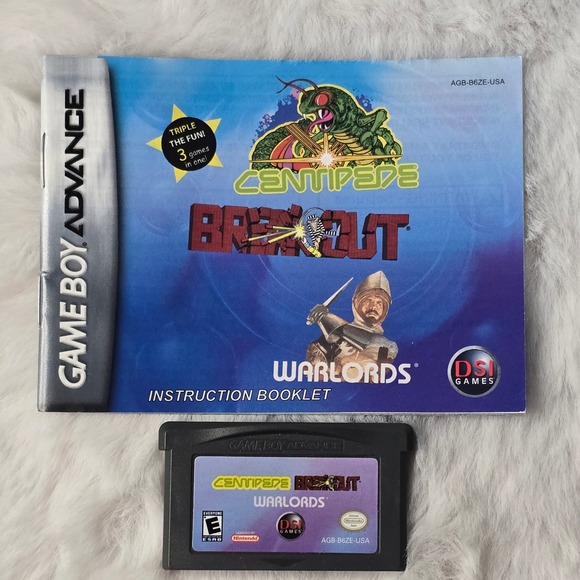 AGB-B6ZE-USA
GAME BOY ADVANCE
TRIPLE
THE FUN!
3 games
in one!
CENTIPEDE
BREAKOUT®
WARLORDS®
DSI
GAMES
INSTRUCTION BOOKLET
GAME BOY ADVANCE
CENTIPEDE BREAKOUT
WARLORDS
EVERYONE
E
ESRB
Nintendo
DSI
GAMES
AGB-B6ZE-USA